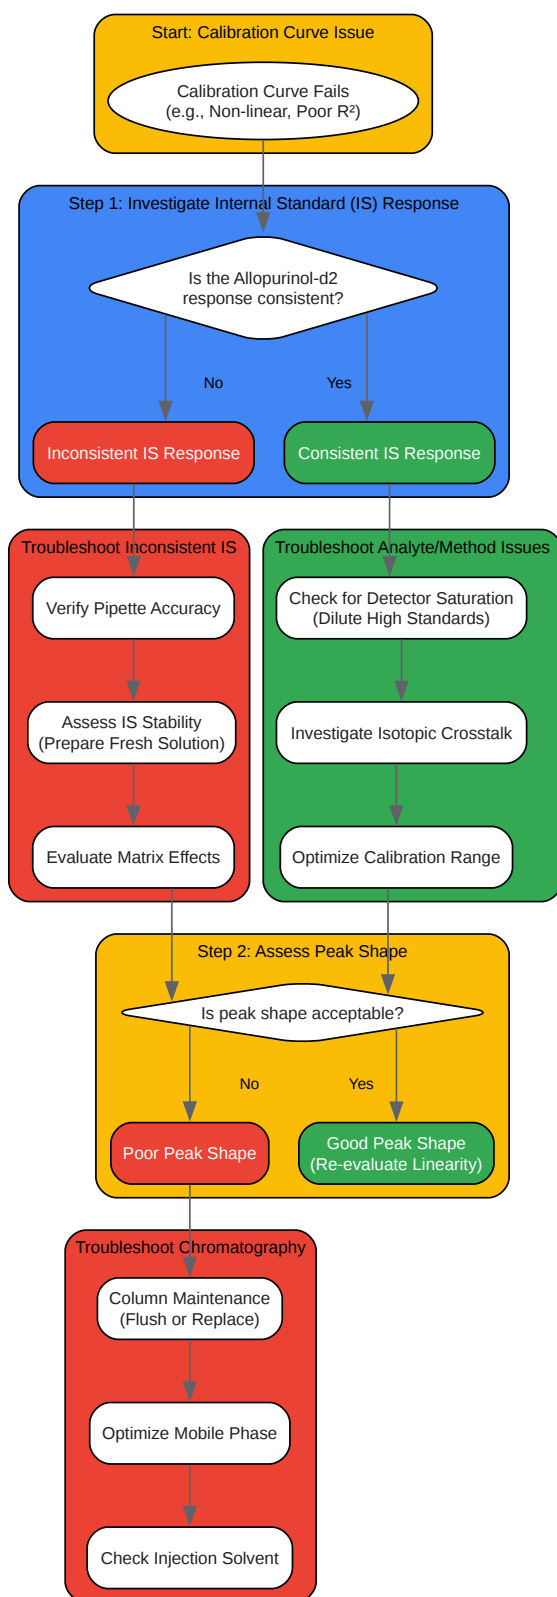 Start: Calibration Curve Issue
Calibration Curve Fails
(e.g., Non-linear, Poor R²)
Step 1: Investigate Internal Standard (IS) Response
Is the Allopurinol-d2
response consistent?
No
Yes
Inconsistent IS Response
Consistent IS Response
Troubleshoot Inconsistent IS
Verify Pipette Accuracy
Assess IS Stability
(Prepare Fresh Solution)
Evaluate Matrix Effects
Troubleshoot Analyte/Method Issues
Check for Detector Saturation
(Dilute High Standards)
Investigate Isotopic Crosstalk
Optimize Calibration Range
Step 2: Assess Peak Shape
Is peak shape acceptable?
No
Yes
Poor Peak Shape
Good Peak Shape
(Re-evaluate Linearity)
Troubleshoot Chromatography
Column Maintenance
(Flush or Replace)
Optimize Mobile Phase
Check Injection Solvent